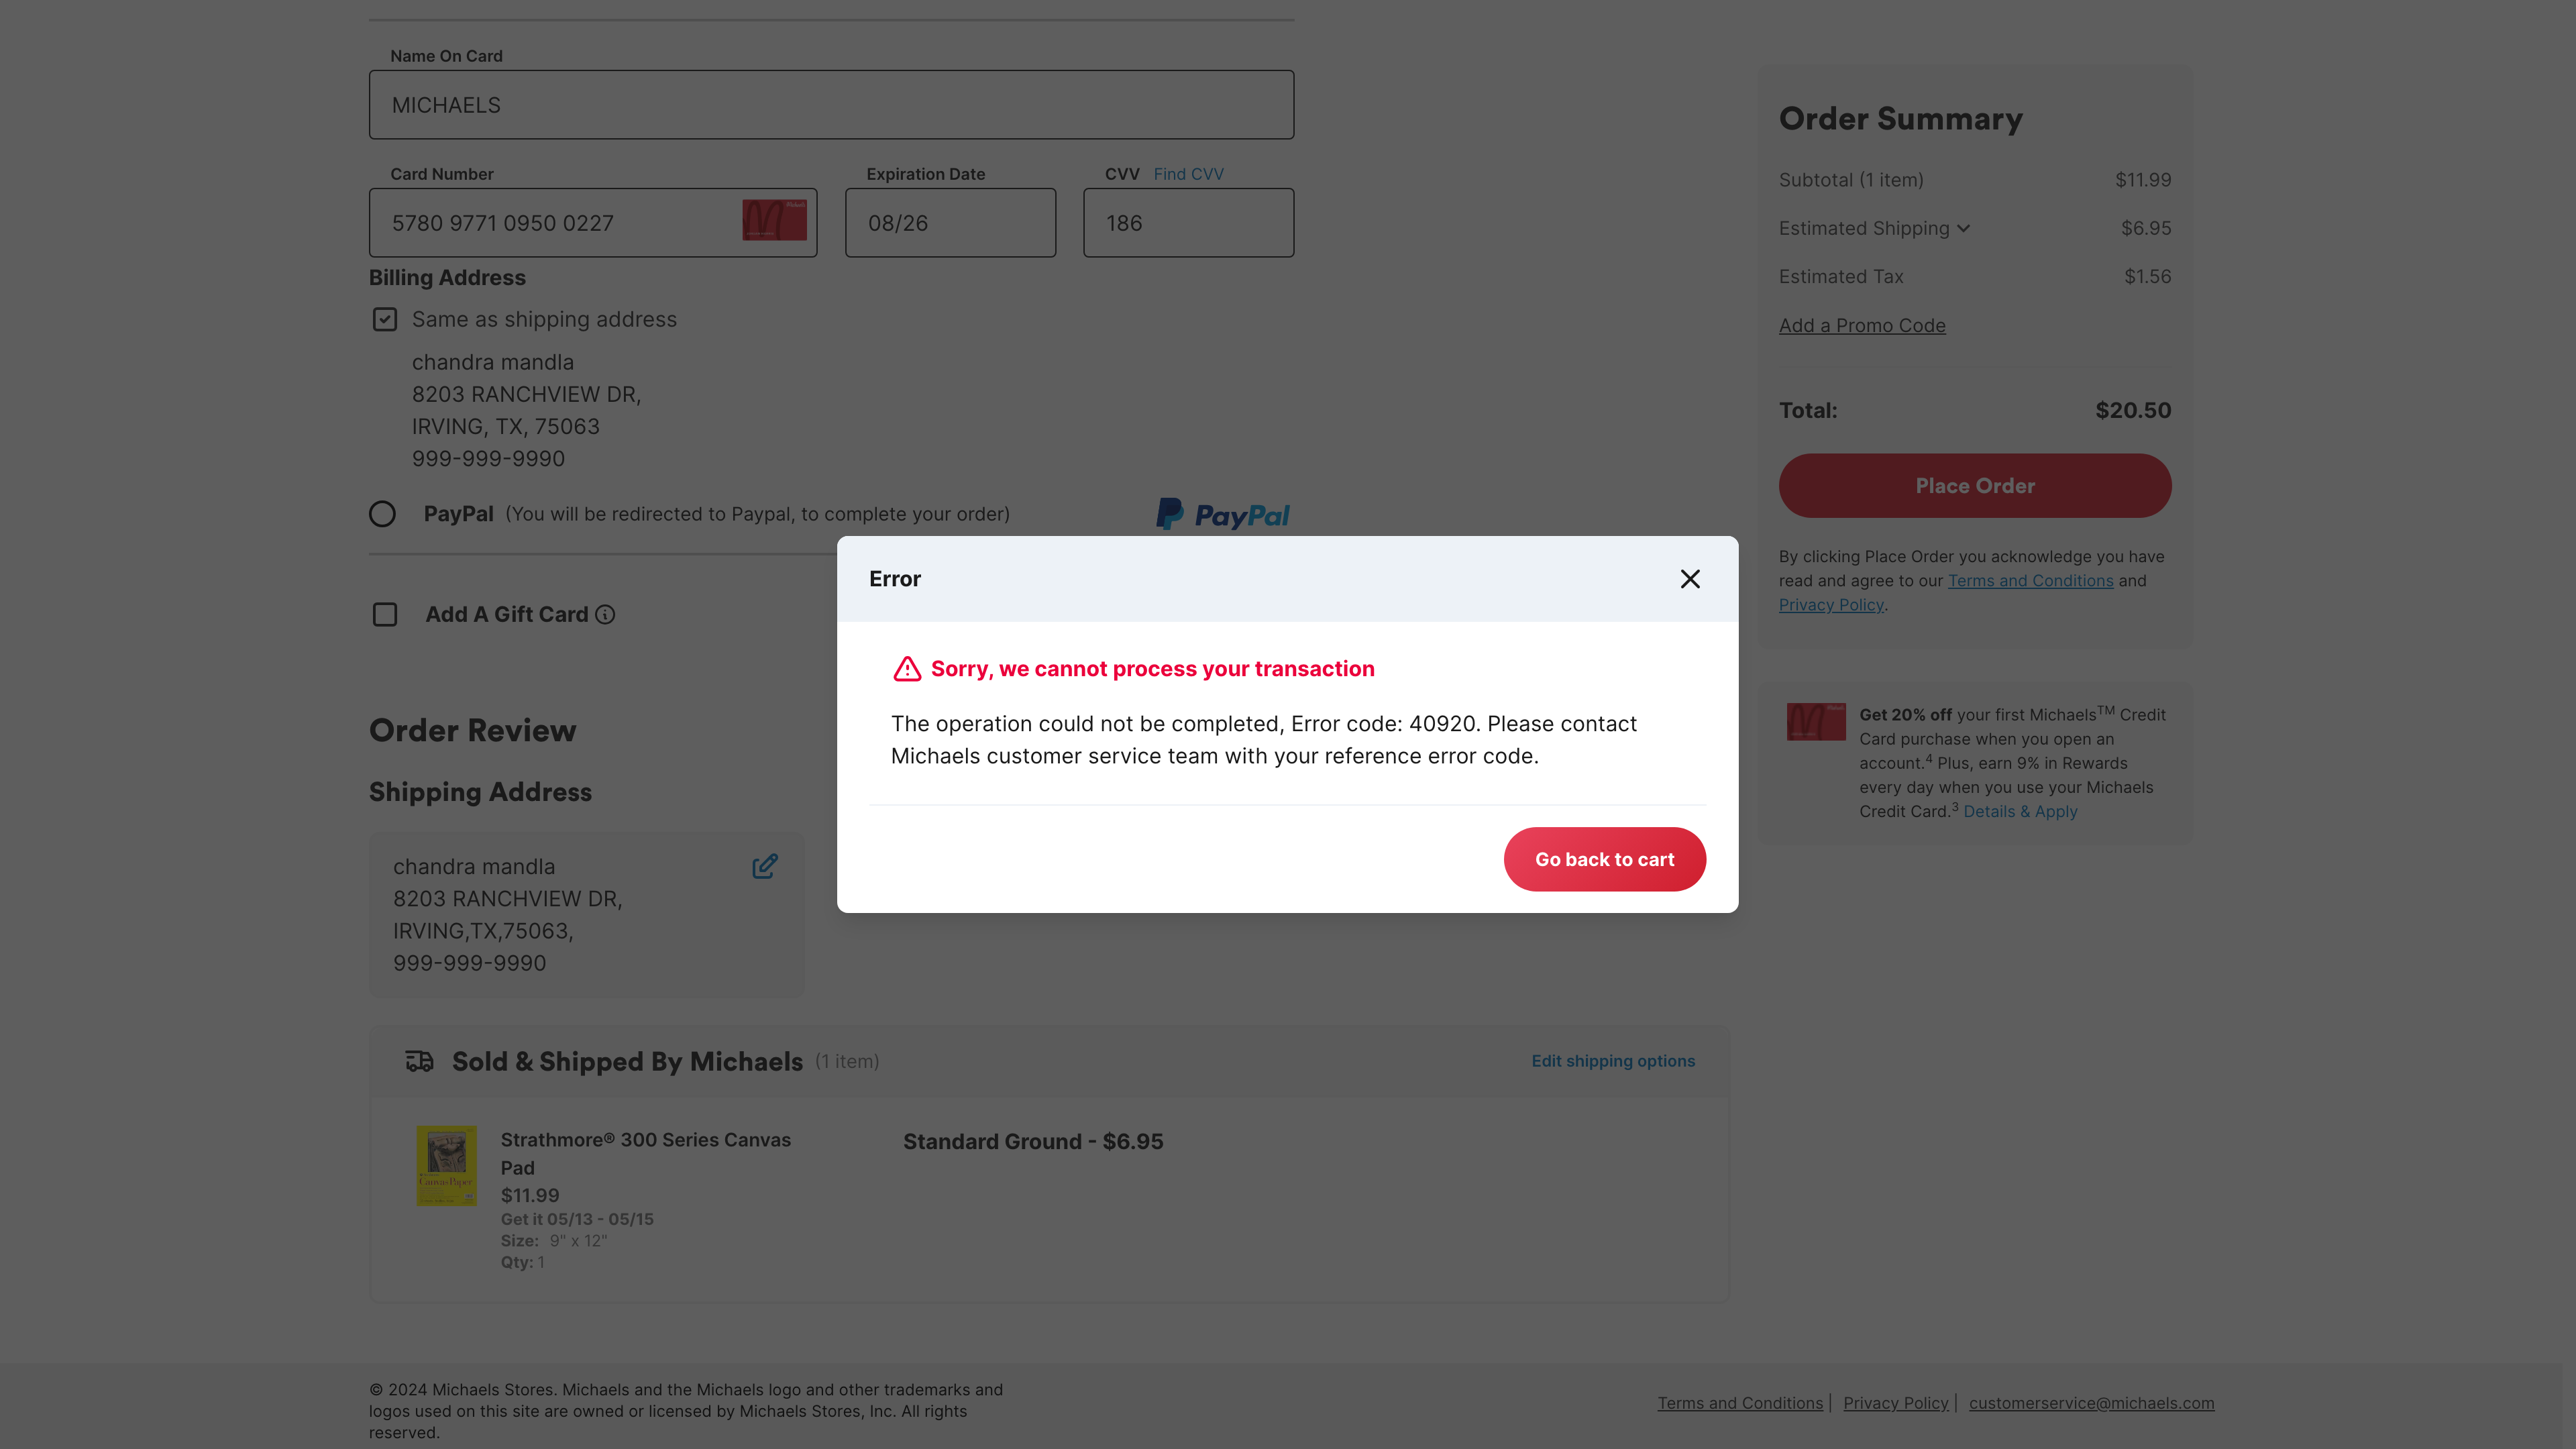 Name On Card
MICHAELS
Card Number
5780 9771 0950 0227
Expiration Date
08/26
CVV Find CVV
186
Billing Address
Same as shipping address
chandra mandla
8203 RANCHVIEW DR,
IRVING, TX, 75063
999-999-9990
PayPal (You will be redirected to Paypal, to complete your order)
PayPal
Add A Gift Card
Order Summary
Subtotal (1 item) $11.99
Estimated Shipping $6.95
Estimated Tax $1.56
Add a Promo Code
Total: $20.50
Place Order
By clicking Place Order you acknowledge you have
read and agree to our Terms and Conditions and
Privacy Policy.
Get 20% off your first Michaels™ Credit
Card purchase when you open an
account.⁴ Plus, earn 9% in Rewards
every day when you use your Michaels
Credit Card.³ Details & Apply
Error
Sorry, we cannot process your transaction
The operation could not be completed, Error code: 40920. Please contact
Michaels customer service team with your reference error code.
Go back to cart
Order Review
Shipping Address
chandra mandla
8203 RANCHVIEW DR,
IRVING,TX,75063,
999-999-9990
Sold & Shipped By Michaels (1 item)
Edit shipping options
Canvas Paper
Strathmore® 300 Series Canvas
Pad
$11.99
Get it 05/13 - 05/15
Size: 9" x 12"
Qty: 1
Standard Ground - $6.95
© 2024 Michaels Stores. Michaels and the Michaels logo and other trademarks and
logos used on this site are owned or licensed by Michaels Stores, Inc. All rights
reserved.
Terms and Conditions | Privacy Policy | customerservice@michaels.com